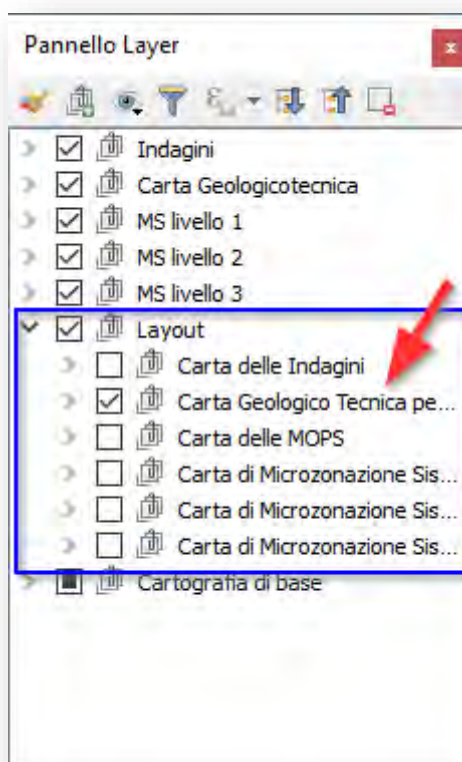 Pannello Layer
Indagini
Carta Geologicotecnica
MS livello 1
MS livello 2
MS livello 3
Layout
Carta delle Indagini
Carta Geologico Tecnica pe...
Carta delle MOPS
Carta di Microzonazione Sis...
Carta di Microzonazione Sis...
Carta di Microzonazione Sis...
Cartografia di base